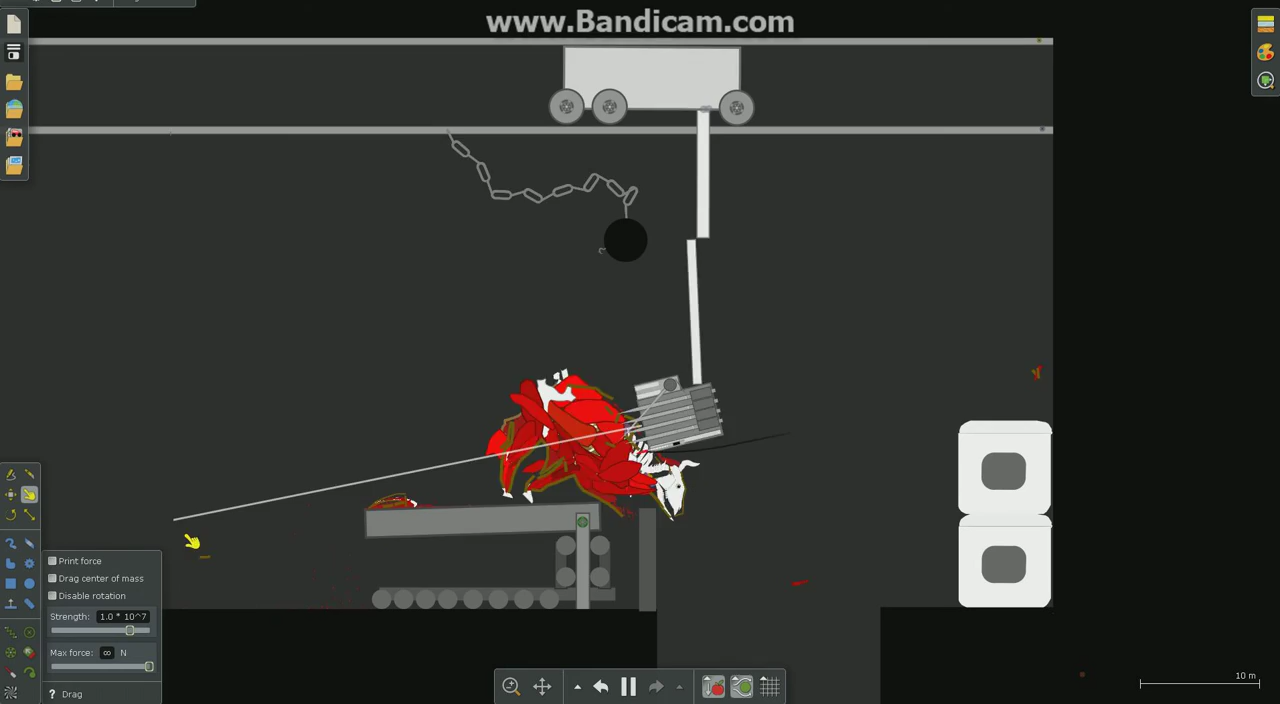 www.Bandicam.com
Print force
Drag center of mass
Disable rotation
Strength: 1.0 * 10^7
Max force: ∞ N
? Drag
10 m